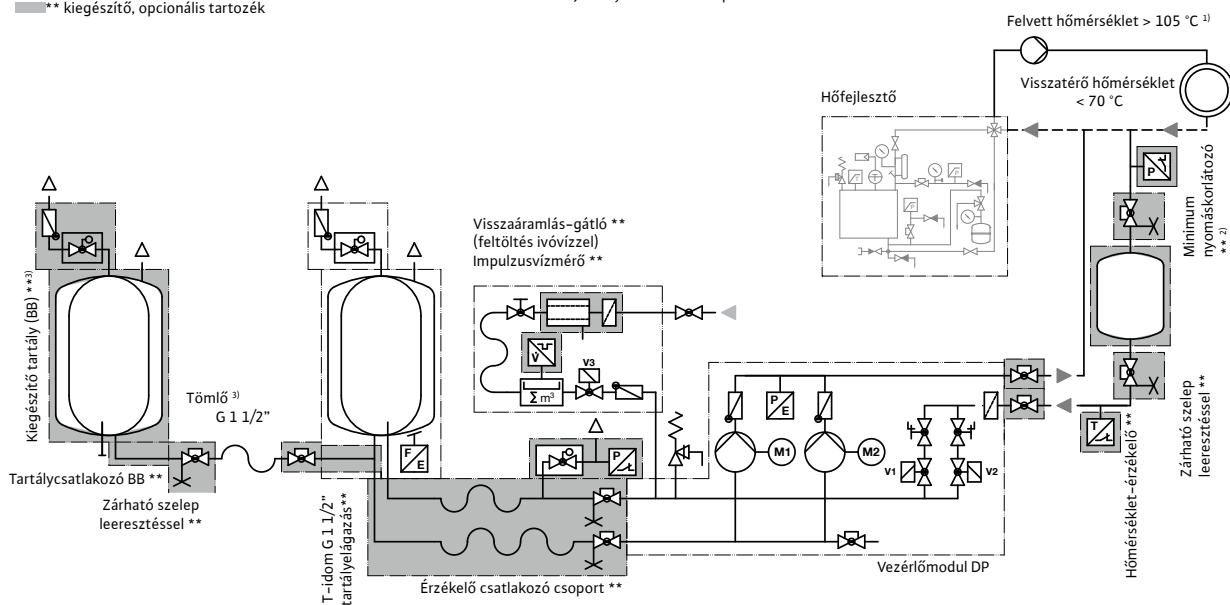 ** kiegészítő, opcionális tartozék
Felvett hőmérséklet > 105 °C 1)
Visszatérő hőmérséklet
< 70 °C
Hőfejlesztő
P
Minimum
nyomáskorlátozó
** 2)
Visszaáramlás-gátló **
(feltöltés ivóvízzel)
Impulzusvízmérő **
Kiegészítő tartály (BB) **3)
V̇
V3
∑ m³
Tömlő 3)
G 1 1/2”
P
E
M1
M2
V1
V2
F
E
P
T
Tartálycsatlakozó BB **
Zárható szelep
leeresztéssel **
T-idom G 1 1/2”
tartályelágazás**
Érzékelő csatlakozó csoport **
Vezérlőmodul DP
Hőmérséklet-érzékelő **
Zárható szelep
leeresztéssel **